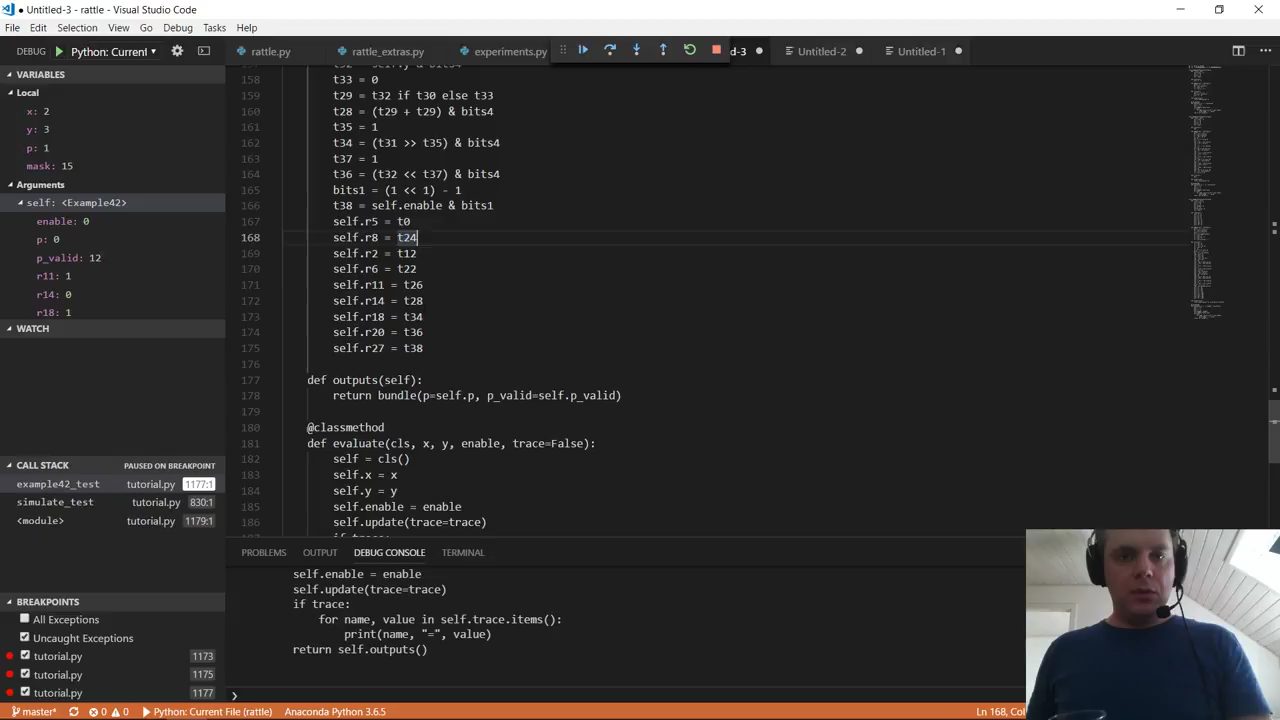 ● Untitled-3 - rattle - Visual Studio Code
File Edit Selection View Go Debug Tasks Help
DEBUG Python: Current
rattle.py rattle_extras.py experiments.py -3 Untitled-2 Untitled-1
VARIABLES
Local
x: 2
y: 3
p: 1
mask: 15
Arguments
self: <Example42>
enable: 0
p: 0
p_valid: 12
r11: 1
r14: 0
r18: 1
WATCH
CALL STACK PAUSED ON BREAKPOINT
example42_test tutorial.py 1177:1
simulate_test tutorial.py 830:1
<module> tutorial.py 1179:1
BREAKPOINTS
All Exceptions
Uncaught Exceptions
tutorial.py 1173
tutorial.py 1175
tutorial.py 1177
158 t33 = 0
159 t29 = t32 if t30 else t33
160 t28 = (t29 + t29) & bits4
161 t35 = 1
162 t34 = (t31 >> t35) & bits4
163 t37 = 1
164 t36 = (t32 << t37) & bits4
165 bits1 = (1 << 1) - 1
166 t38 = self.enable & bits1
167 self.r5 = t0
168 self.r8 = t24
169 self.r2 = t12
170 self.r6 = t22
171 self.r11 = t26
172 self.r14 = t28
173 self.r18 = t34
174 self.r20 = t36
175 self.r27 = t38
176
177 def outputs(self):
178 return bundle(p=self.p, p_valid=self.p_valid)
179
180 @classmethod
181 def evaluate(cls, x, y, enable, trace=False):
182 self = cls()
183 self.x = x
184 self.y = y
185 self.enable = enable
186 self.update(trace=trace)
PROBLEMS OUTPUT DEBUG CONSOLE TERMINAL
self.enable = enable
self.update(trace=trace)
if trace:
for name, value in self.trace.items():
print(name, "=", value)
return self.outputs()
master* 0 0 Python: Current File (rattle) Anaconda Python 3.6.5 Ln 168, Col